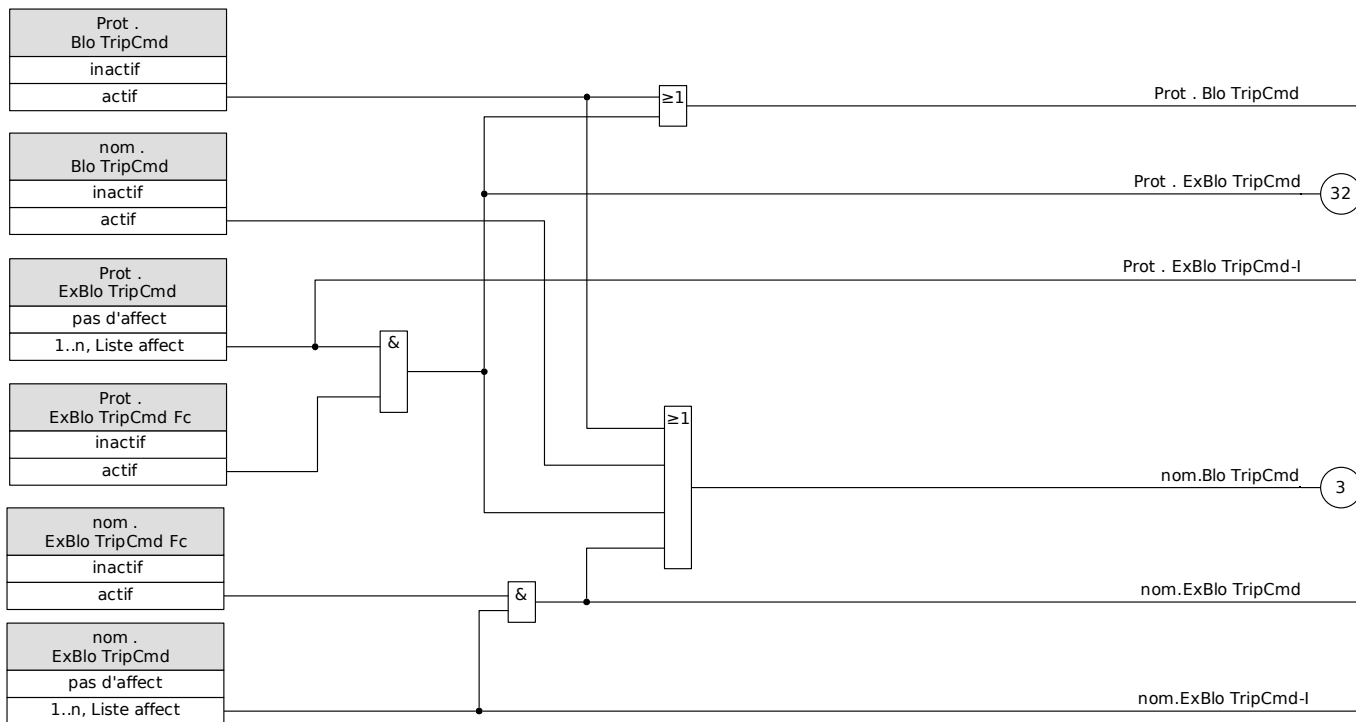 Prot .
Blo TripCmd
inactif
actif
≥1
Prot . Blo TripCmd
nom .
Blo TripCmd
inactif
actif
Prot . ExBlo TripCmd
32
Prot .
ExBlo TripCmd
pas d'affect
1..n, Liste affect
Prot . ExBlo TripCmd-I
&
Prot .
ExBlo TripCmd Fc
inactif
actif
≥1
nom.Blo TripCmd
3
nom .
ExBlo TripCmd Fc
inactif
actif
&
nom.ExBlo TripCmd
nom .
ExBlo TripCmd
pas d'affect
1..n, Liste affect
nom.ExBlo TripCmd-I